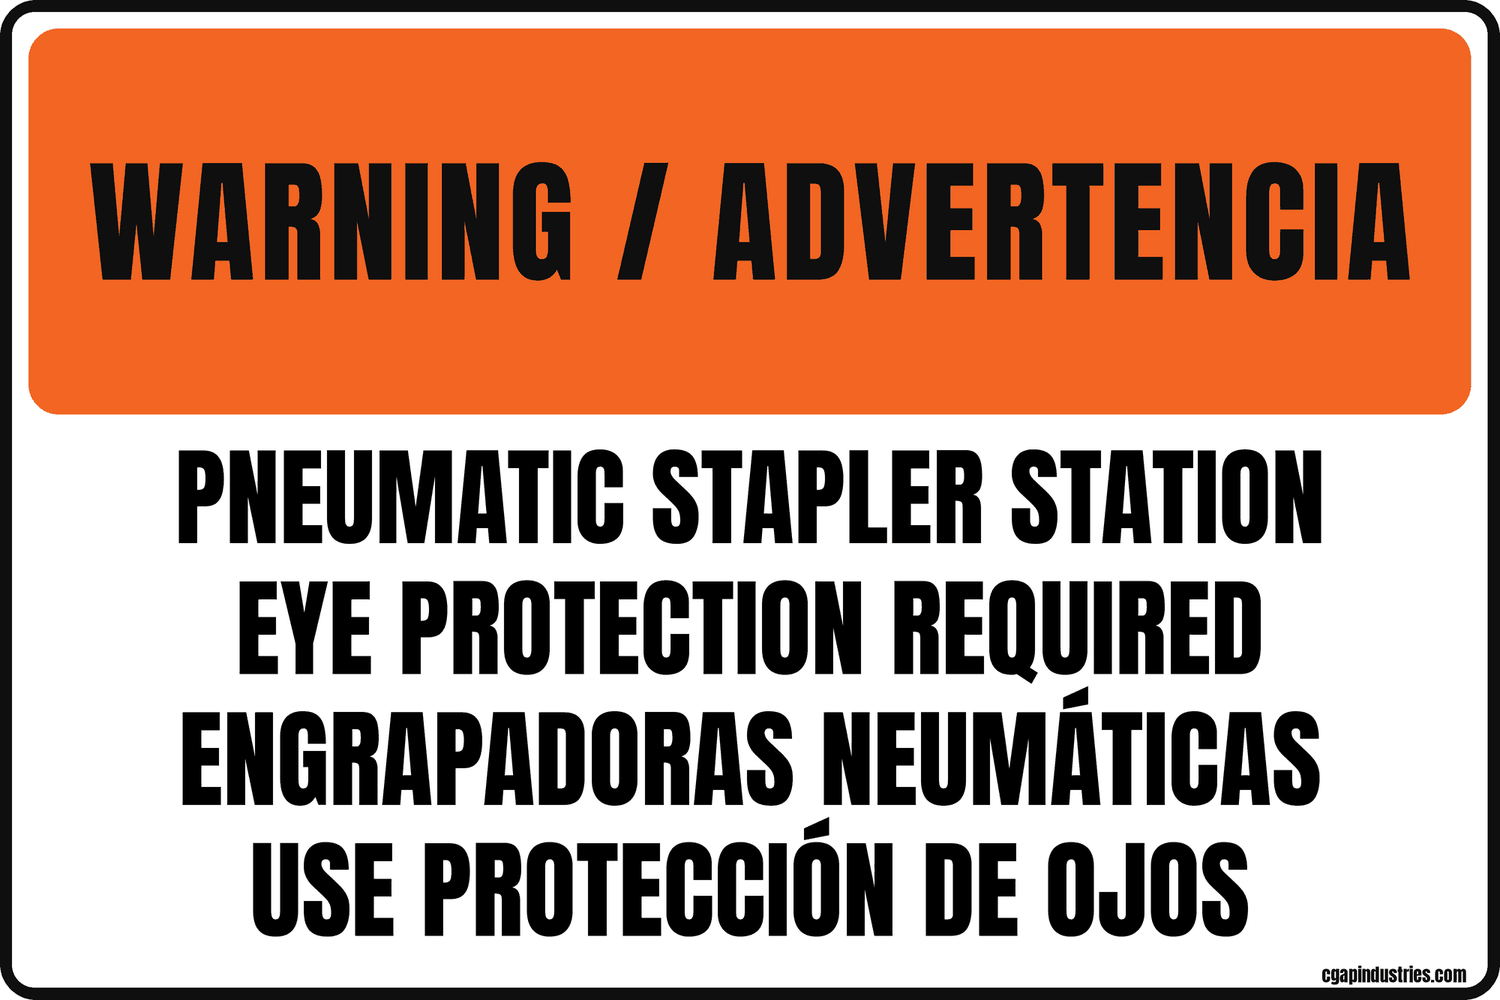 WARNING / ADVERTENCIA
PNEUMATIC STAPLER STATION
EYE PROTECTION REQUIRED
ENGRAPADORAS NEUMÁTICAS
USE PROTECCIÓN DE OJOS
cgapindustries.com